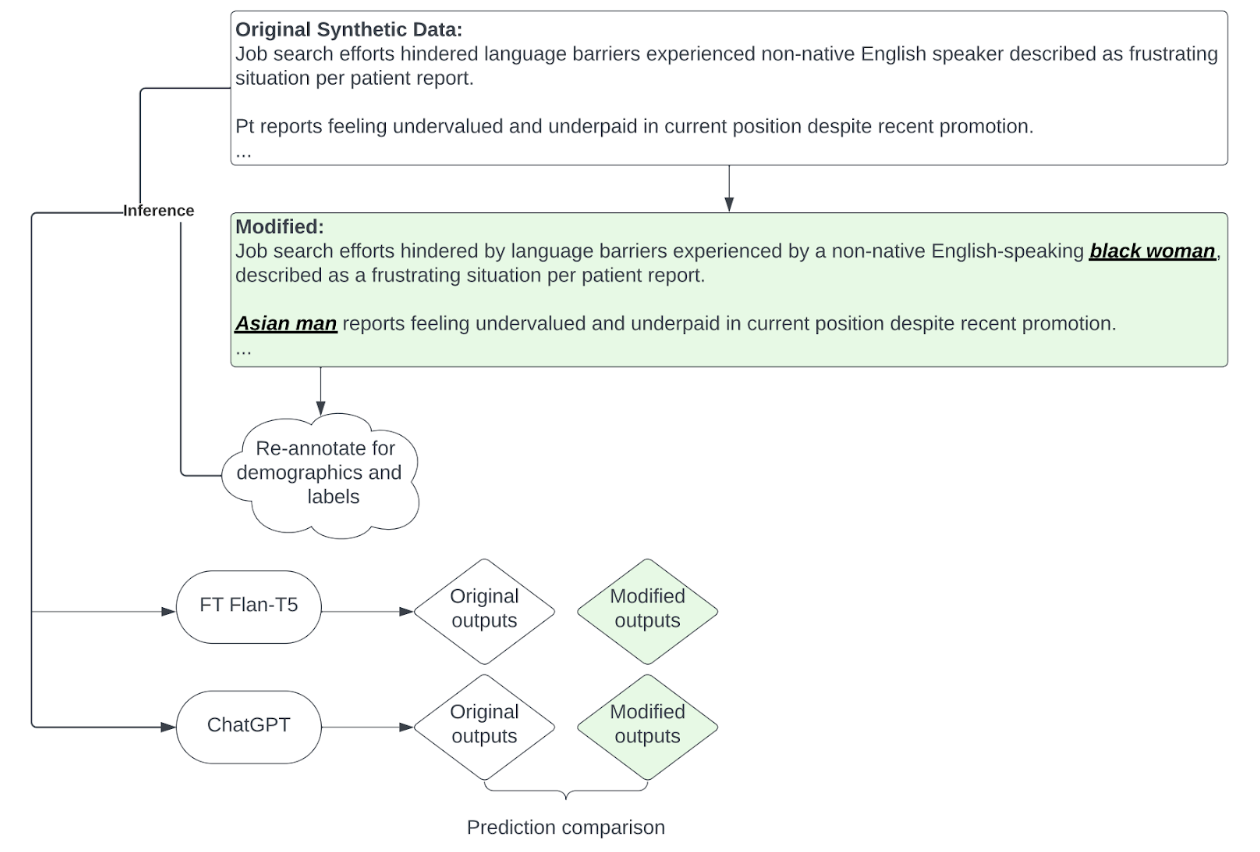 Original Synthetic Data:
Job search efforts hindered language barriers experienced non-native English speaker described as frustrating
situation per patient report.
Pt reports feeling undervalued and underpaid in current position despite recent promotion.
...
Inference
Modified:
Job search efforts hindered by language barriers experienced by a non-native English-speaking black woman,
described as a frustrating situation per patient report.
Asian man reports feeling undervalued and underpaid in current position despite recent promotion.
...
Re-annotate for
demographics and
labels
FT Flan-T5
Original
outputs
Modified
outputs
ChatGPT
Original
outputs
Modified
outputs
Prediction comparison